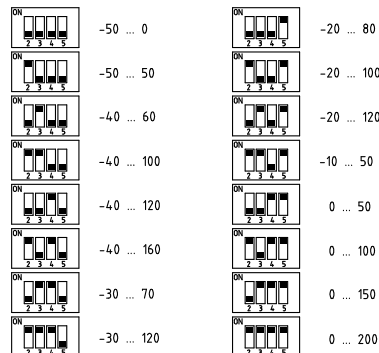 ON
2 3 4 5
-50 ... 0
ON
2 3 4 5
-20 ... 80
ON
2 3 4 5
-50 ... 50
ON
2 3 4 5
-20 ... 100
ON
2 3 4 5
-40 ... 60
ON
2 3 4 5
-20 ... 120
ON
2 3 4 5
-40 ... 100
ON
2 3 4 5
-10 ... 50
ON
2 3 4 5
-40 ... 120
ON
2 3 4 5
0 ... 50
ON
2 3 4 5
-40 ... 160
ON
2 3 4 5
0 ... 100
ON
2 3 4 5
-30 ... 70
ON
2 3 4 5
0 ... 150
ON
2 3 4 5
-30 ... 120
ON
2 3 4 5
0 ... 200